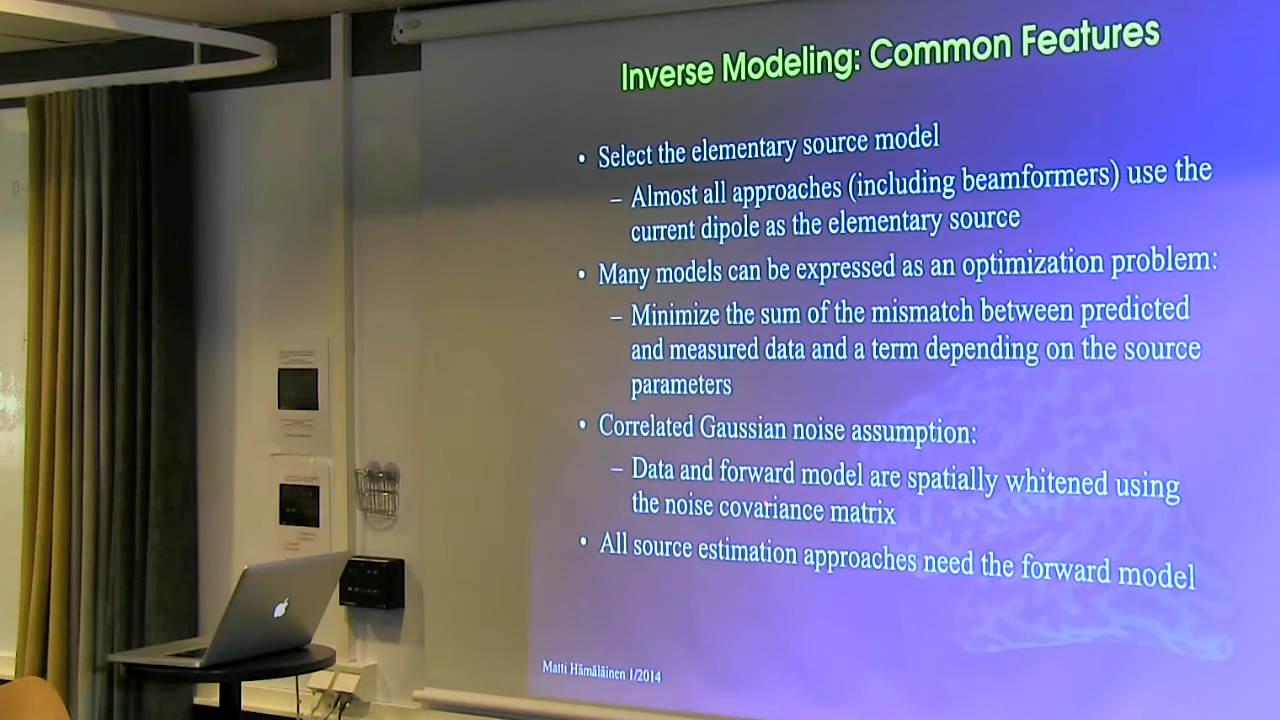 Inverse Modeling: Common Features
• Select the elementary source model
– Almost all approaches (including beamformers) use the
current dipole as the elementary source
• Many models can be expressed as an optimization problem:
– Minimize the sum of the mismatch between predicted
and measured data and a term depending on the source
parameters
• Correlated Gaussian noise assumption:
– Data and forward model are spatially whitened using
the noise covariance matrix
• All source estimation approaches need the forward model
Matti Hämäläinen 1/2014